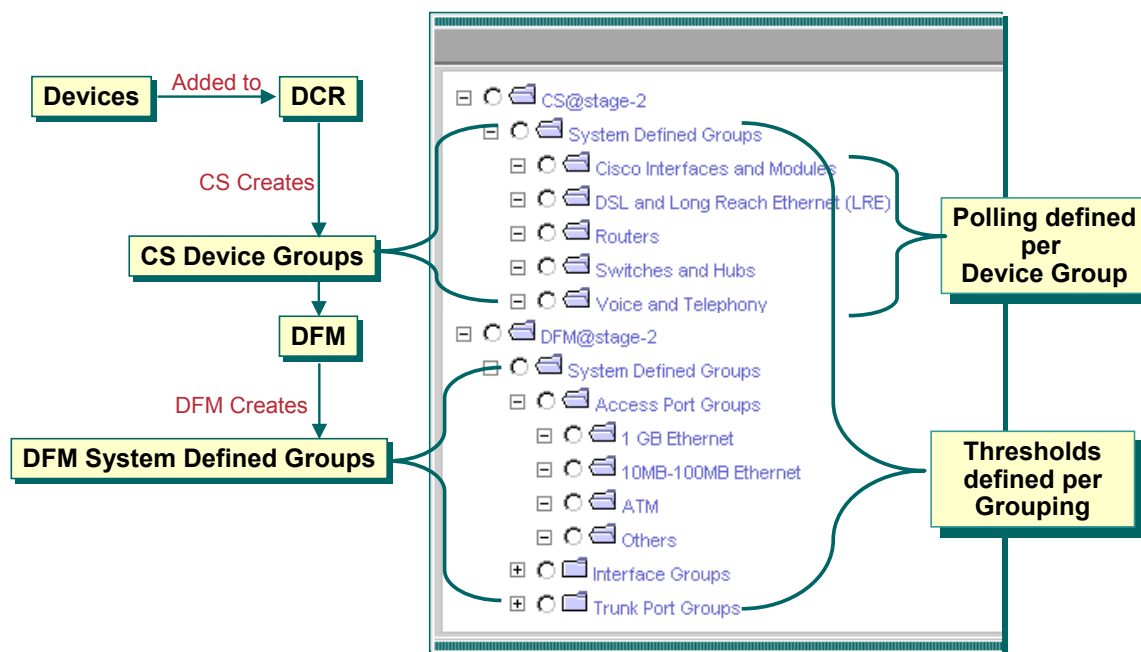 Devices
Added to
DCR
CS Creates
CS Device Groups
DFM
DFM Creates
DFM System Defined Groups
CS@stage-2
System Defined Groups
Cisco Interfaces and Modules
DSL and Long Reach Ethernet (LRE)
Routers
Switches and Hubs
Voice and Telephony
DFM@stage-2
System Defined Groups
Access Port Groups
1 GB Ethernet
10MB-100MB Ethernet
ATM
Others
Interface Groups
Trunk Port Groups
Polling defined
per
Device Group
Thresholds
defined per
Grouping